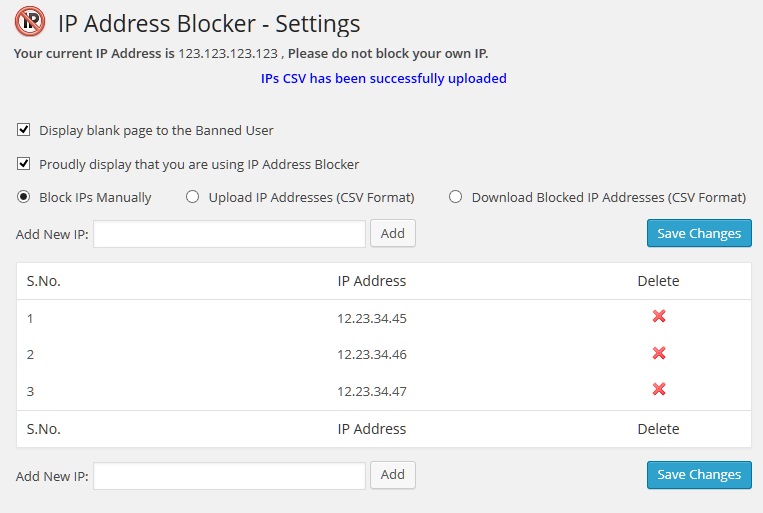 IP
IP Address Blocker - Settings
Your current IP Address is 123.123.123.123 , Please do not block your own IP.
IPs CSV has been successfully uploaded
Display blank page to the Banned User
Proudly display that you are using IP Address Blocker
Block IPs Manually Upload IP Addresses (CSV Format) Download Blocked IP Addresses (CSV Format)
Add New IP: Add Save Changes
S.No. IP Address Delete
1 12.23.34.45
2 12.23.34.46
3 12.23.34.47
S.No. IP Address Delete
Add New IP: Add Save Changes